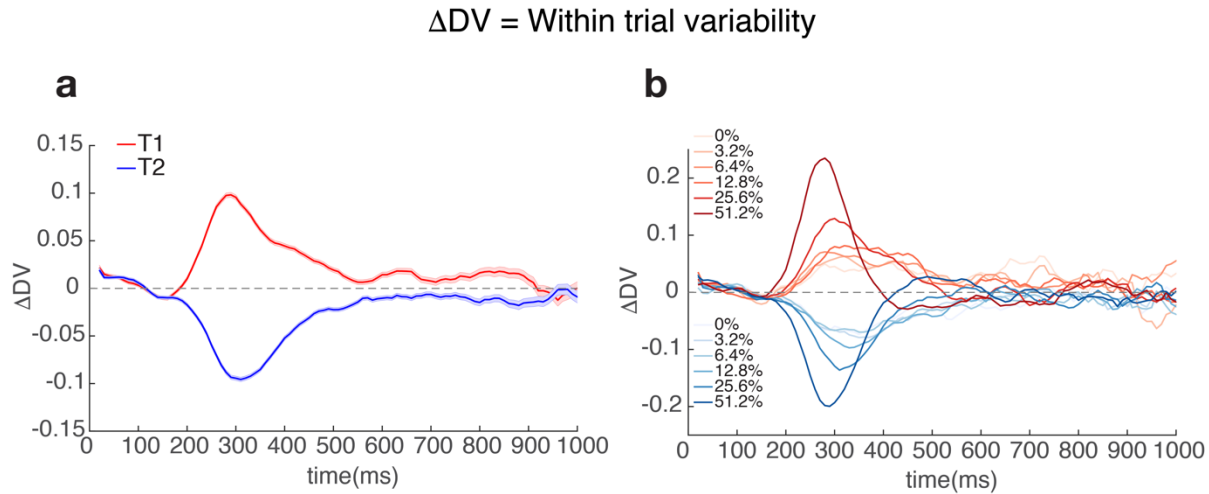 ΔDV = Within trial variability
a
T1
T2
0.15
0.1
0.05
0
-0.05
-0.1
-0.15
ΔDV
0 100 200 300 400 500 600 700 800 900 1000
time(ms)
b
0%
3.2%
6.4%
12.8%
25.6%
51.2%
0.2
0.1
0
-0.1
-0.2
ΔDV
0%
3.2%
6.4%
12.8%
25.6%
51.2%
0 100 200 300 400 500 600 700 800 900 1000
time(ms)